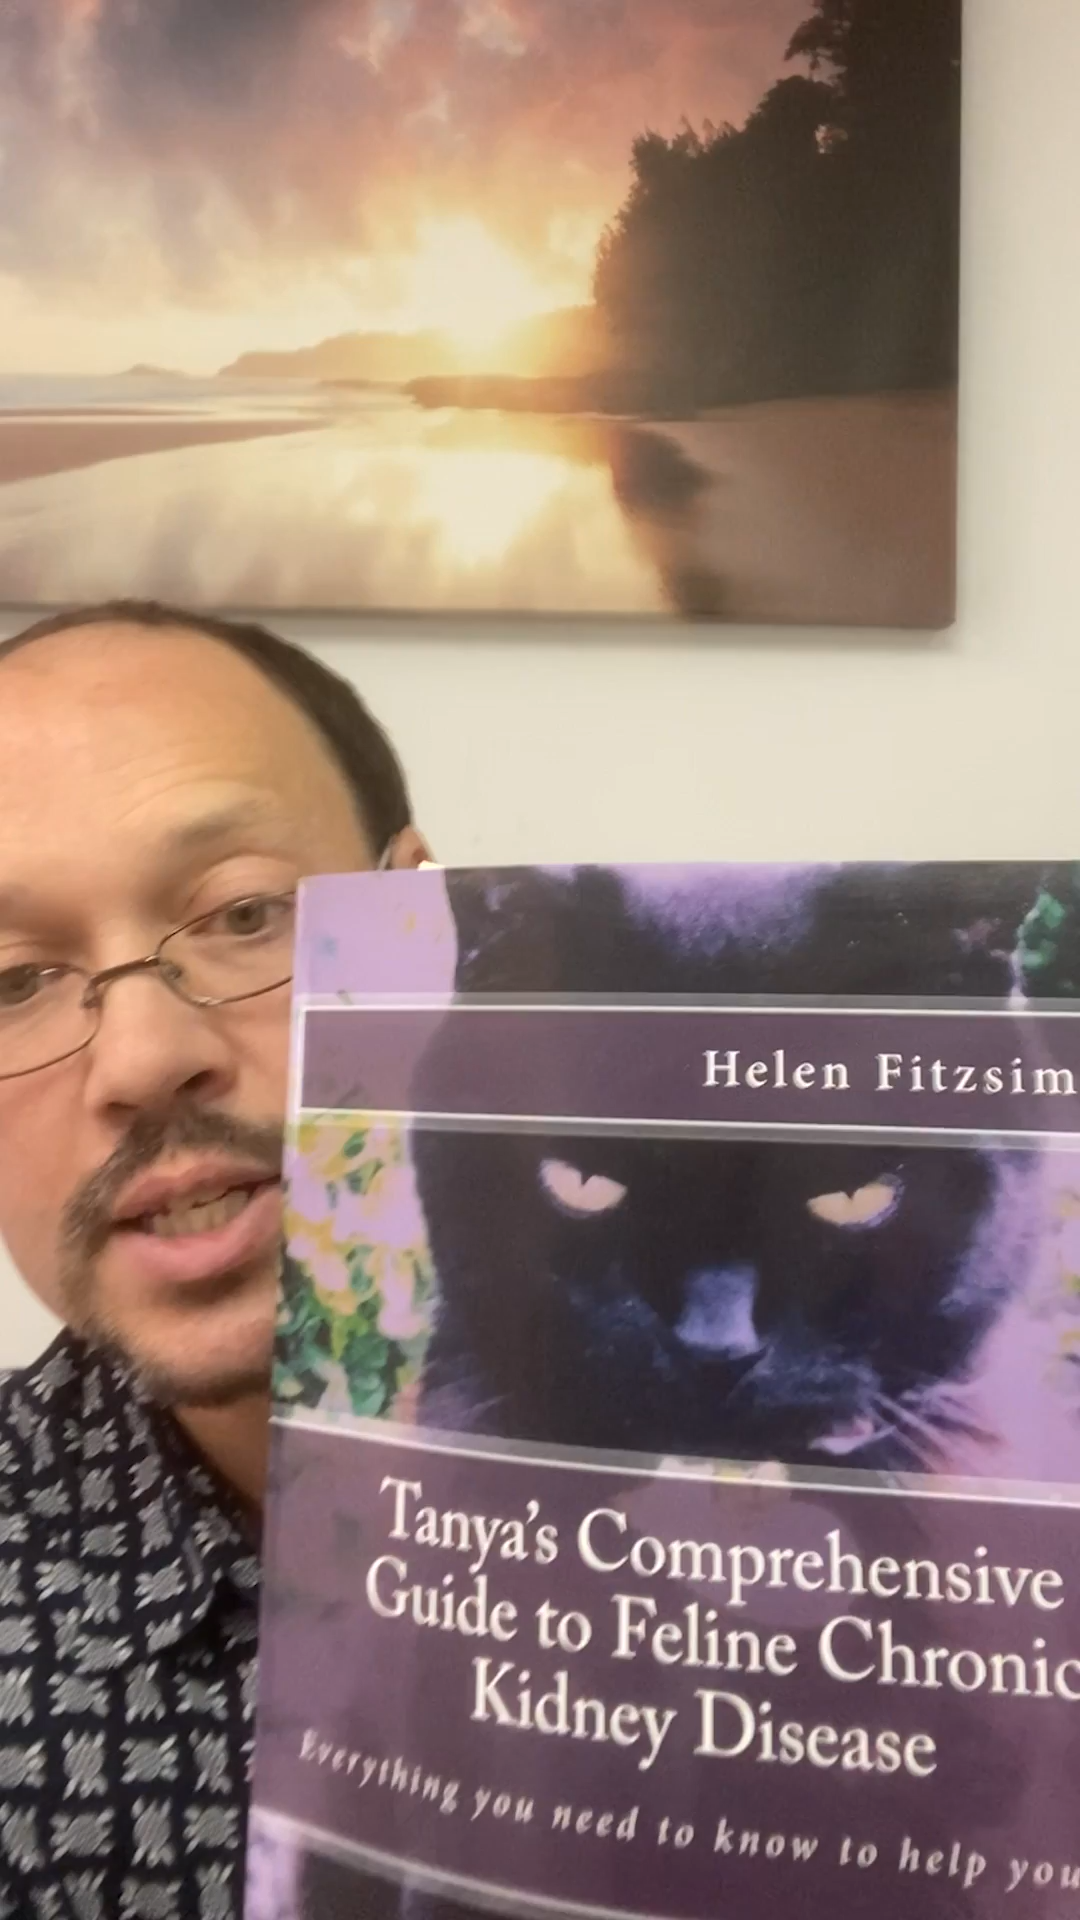 Helen Fitzsim
Tanya's Comprehensive
Guide to Feline Chronic
Kidney Disease
Everything you need to know to help you